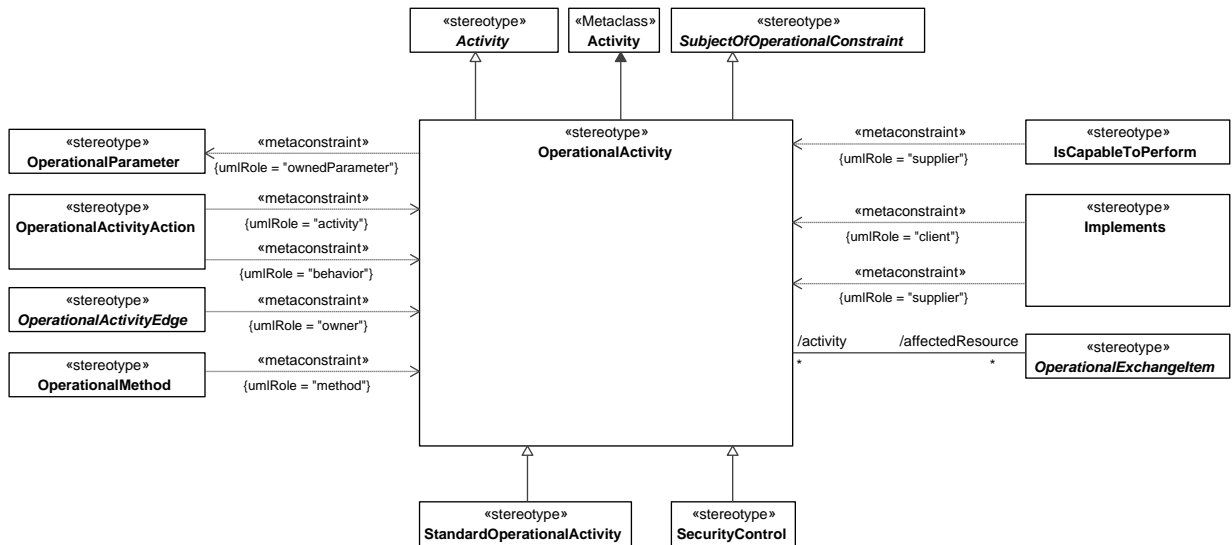 «stereotype»
Activity
«Metaclass»
Activity
«stereotype»
SubjectOfOperationalConstraint
«stereotype»
OperationalActivity
«stereotype»
OperationalParameter
«metaconstraint»
{umlRole = "ownedParameter"}
«stereotype»
OperationalActivityAction
«metaconstraint»
{umlRole = "activity"}
«metaconstraint»
{umlRole = "behavior"}
«stereotype»
OperationalActivityEdge
«metaconstraint»
{umlRole = "owner"}
«stereotype»
OperationalMethod
«metaconstraint»
{umlRole = "method"}
«metaconstraint»
{umlRole = "supplier"}
«stereotype»
IsCapableToPerform
«metaconstraint»
{umlRole = "client"}
«stereotype»
Implements
«metaconstraint»
{umlRole = "supplier"}
/activity
/affectedResource
*
*
«stereotype»
OperationalExchangeItem
«stereotype»
StandardOperationalActivity
«stereotype»
SecurityControl